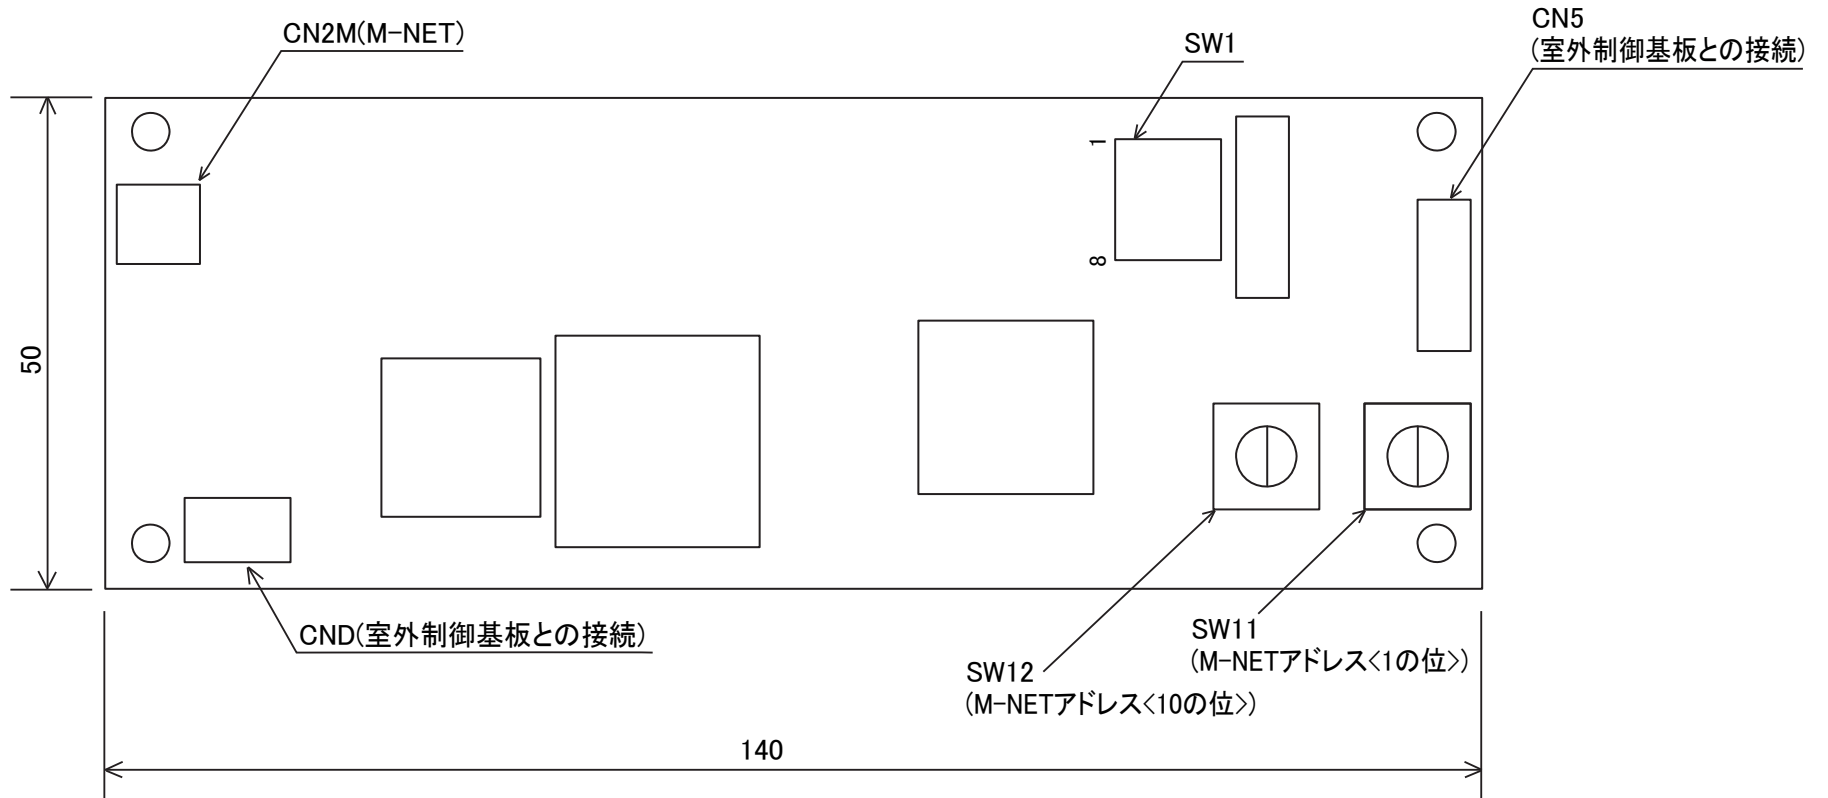 CN2M(M-NET)
SW1
CN5
(室外制御基板との接続)
1
8
50
CND(室外制御基板との接続)
SW12
(M-NETアドレス<10の位>)
SW11
(M-NETアドレス<1の位>)
140